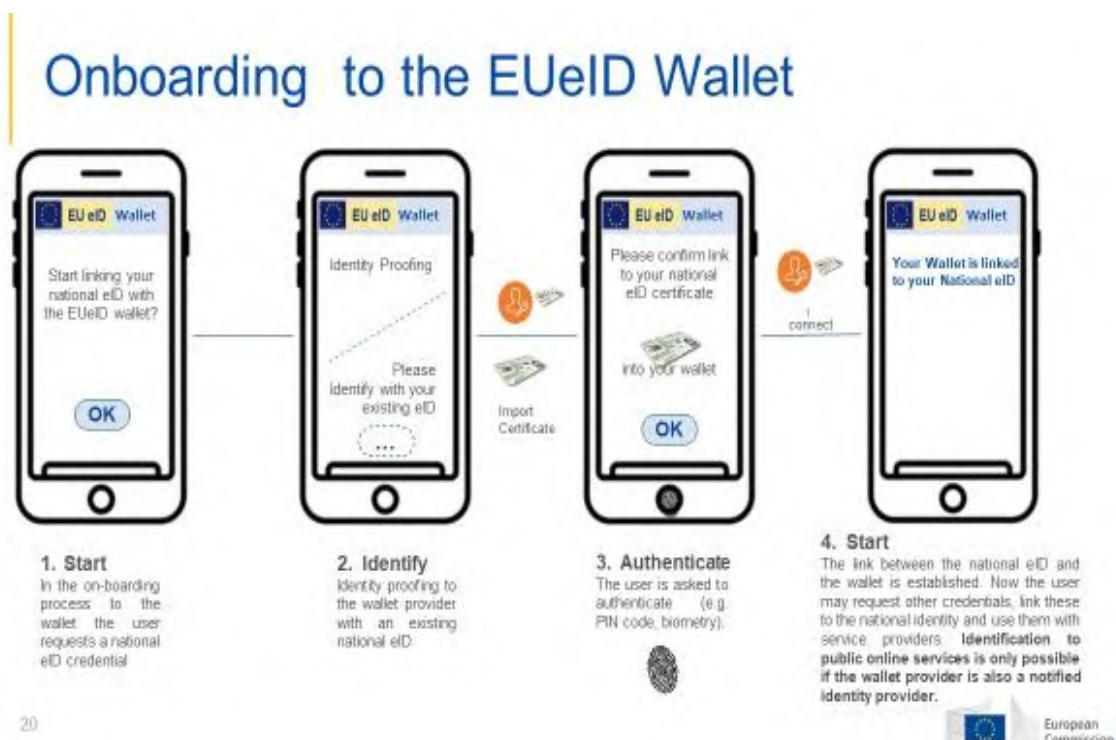 Onboarding to the EUeID Wallet
EU eID Wallet
Start linking your
national eID with
the EUeID wallet?
OK
EU eID Wallet
Identity Proofing
Please
Identify with your
existing eID
...
Import
Certificate
EU eID Wallet
Please confirm link
to your national
eID certificate
into your wallet
OK
I
connect
EU eID Wallet
Your Wallet is linked
to your National eID
1. Start
In the on-boarding
process to the
wallet the user
requests a national
eID credential
2. Identify
Identity proofing to
the wallet provider
with an existing
national eID
3. Authenticate
The user is asked to
authenticate (e.g.
PIN code, biometry).
4. Start
The link between the national eID and
the wallet is established. Now the user
may request other credentials, link these
to the national identity and use them with
service providers. Identification to
public online services is only possible
if the wallet provider is also a notified
identity provider.
20
European
Commission